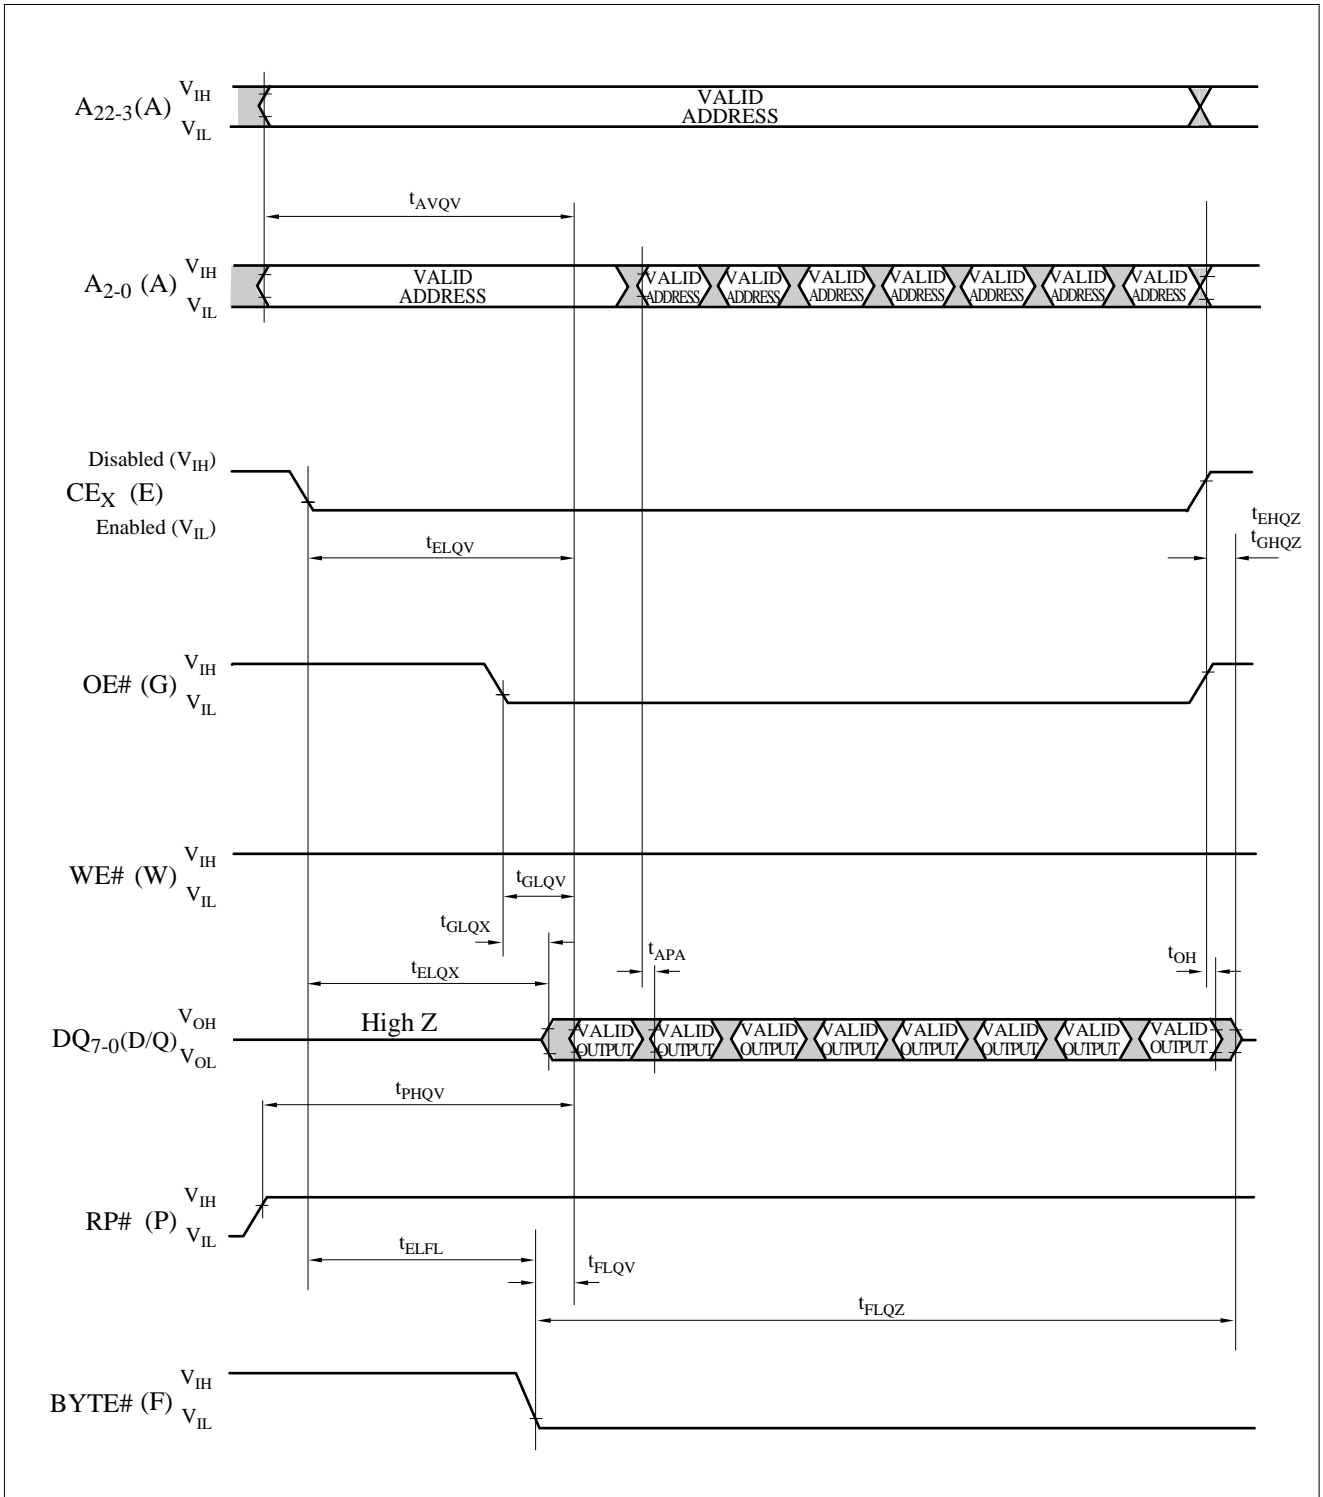 A22-3(A) VIH
VIL
VALID
ADDRESS
tAVQV
A2-0 (A) VIH
VIL
VALID
ADDRESS
VALID
ADDRESS
VALID
ADDRESS
VALID
ADDRESS
VALID
ADDRESS
VALID
ADDRESS
VALID
ADDRESS
VALID
ADDRESS
Disabled (VIH)
CEX (E)
Enabled (VIL)
tELQV
tEHQZ
tGHQZ
OE# (G) VIH
VIL
WE# (W) VIH
VIL
tGLQV
tGLQX
tELQX
tAPA
tOH
DQ7-0(D/Q) VOH
VOL
High Z
VALID
OUTPUT
VALID
OUTPUT
VALID
OUTPUT
VALID
OUTPUT
VALID
OUTPUT
VALID
OUTPUT
VALID
OUTPUT
VALID
OUTPUT
tPHQV
RP# (P) VIH
VIL
tELFL
tFLQV
tFLQZ
BYTE# (F) VIH
VIL